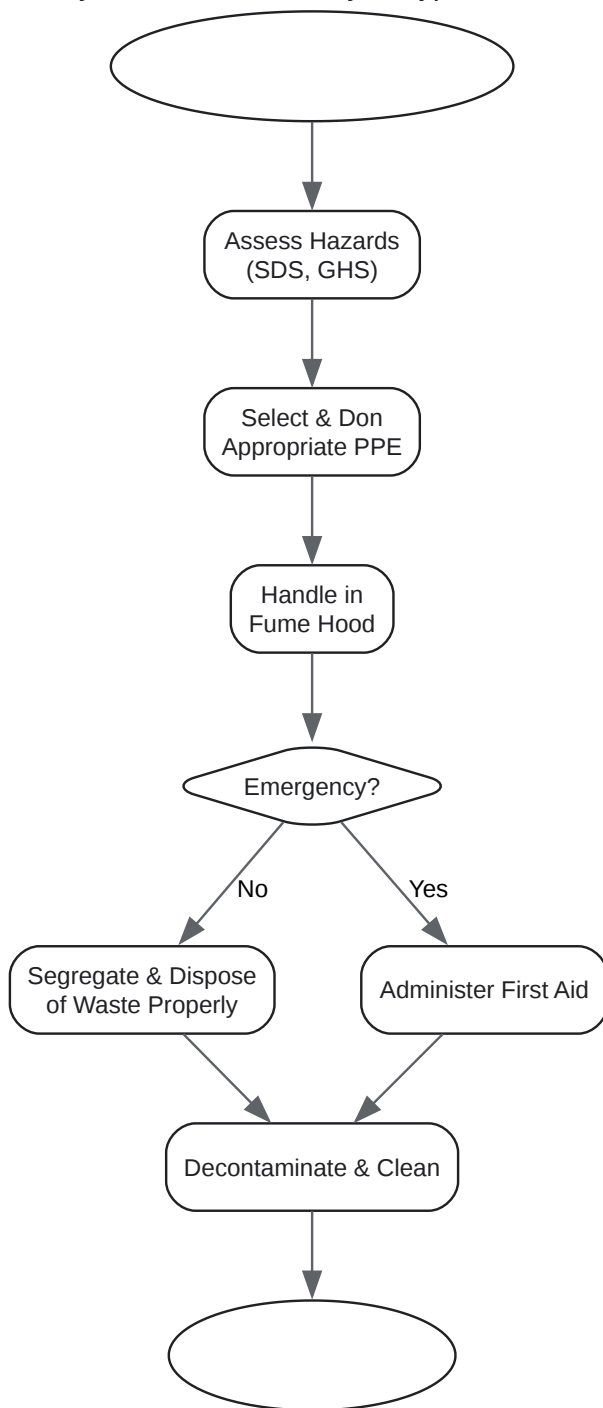 Assess Hazards
(SDS, GHS)
Select & Don
Appropriate PPE
Handle in
Fume Hood
Emergency?
No
Yes
Segregate & Dispose
of Waste Properly
Administer First Aid
Decontaminate & Clean